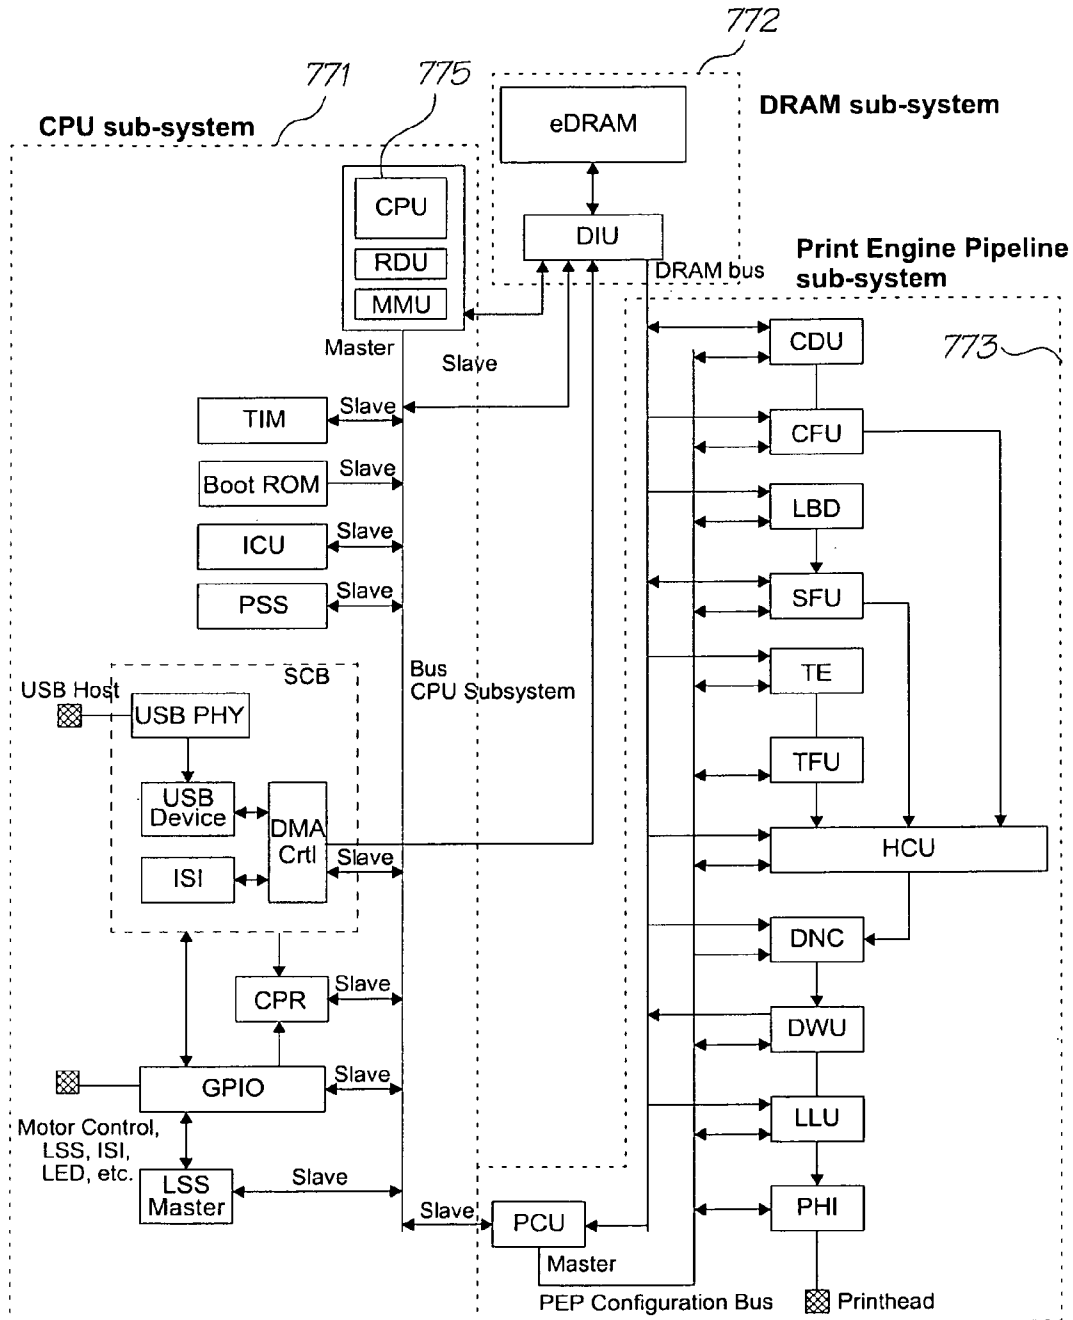 772
771
775
DRAM sub-system
CPU sub-system
eDRAM
CPU
DIU
RDU
Print Engine Pipeline
sub-system
DRAM bus
MMU
Master
Slave
CDU
773
TIM
Slave
CFU
Boot ROM
Slave
LBD
ICU
Slave
PSS
Slave
SFU
SCB
Bus
CPU Subsystem
TE
USB Host
USB PHY
TFU
USB
Device
DMA
Crtl
Slave
HCU
ISI
DNC
CPR
Slave
DWU
GPIO
Slave
Motor Control,
LSS, ISI,
LED, etc.
LLU
LSS
Master
Slave
PHI
Slave
PCU
Master
PEP Configuration Bus
Printhead